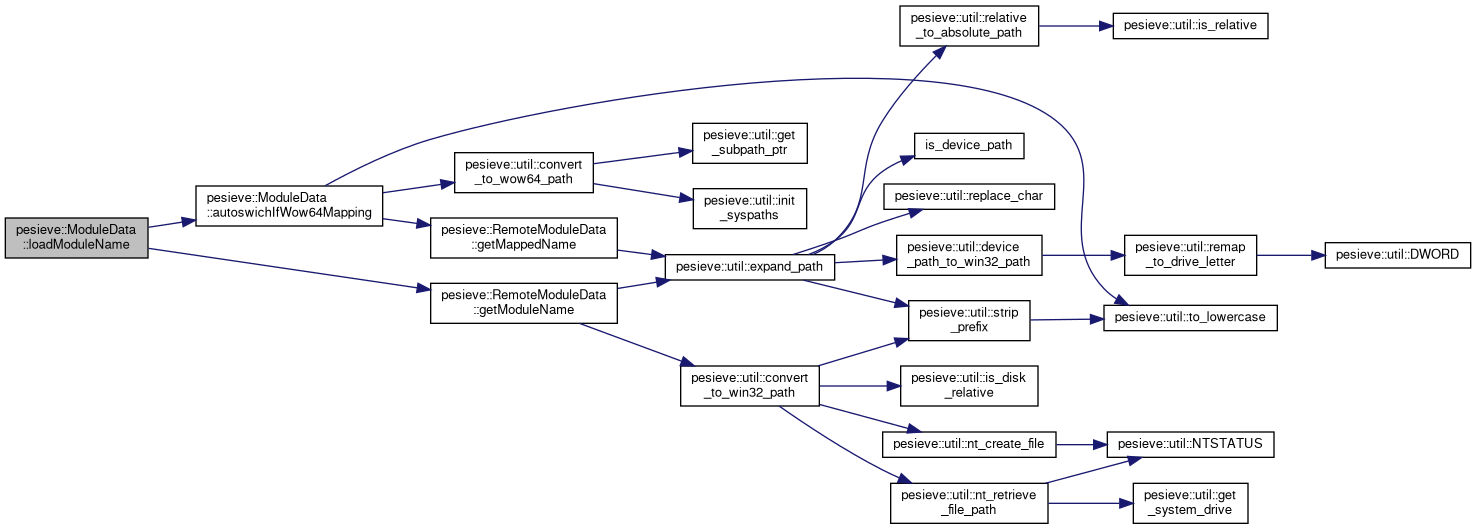 pesieve::ModuleData
::loadModuleName
pesieve::ModuleData
::autoswichIfWow64Mapping
pesieve::util::convert
_to_wow64_path
pesieve::util::get
_subpath_ptr
pesieve::util::init
_syspaths
pesieve::RemoteModuleData
::getMappedName
pesieve::RemoteModuleData
::getModuleName
pesieve::util::expand_path
pesieve::util::convert
_to_win32_path
pesieve::util::relative
_to_absolute_path
pesieve::util::is_relative
is_device_path
pesieve::util::replace_char
pesieve::util::device
_path_to_win32_path
pesieve::util::remap
_to_drive_letter
pesieve::util::DWORD
pesieve::util::strip
_prefix
pesieve::util::to_lowercase
pesieve::util::is_disk
_relative
pesieve::util::nt_create_file
pesieve::util::NTSTATUS
pesieve::util::nt_retrieve
_file_path
pesieve::util::get
_system_drive